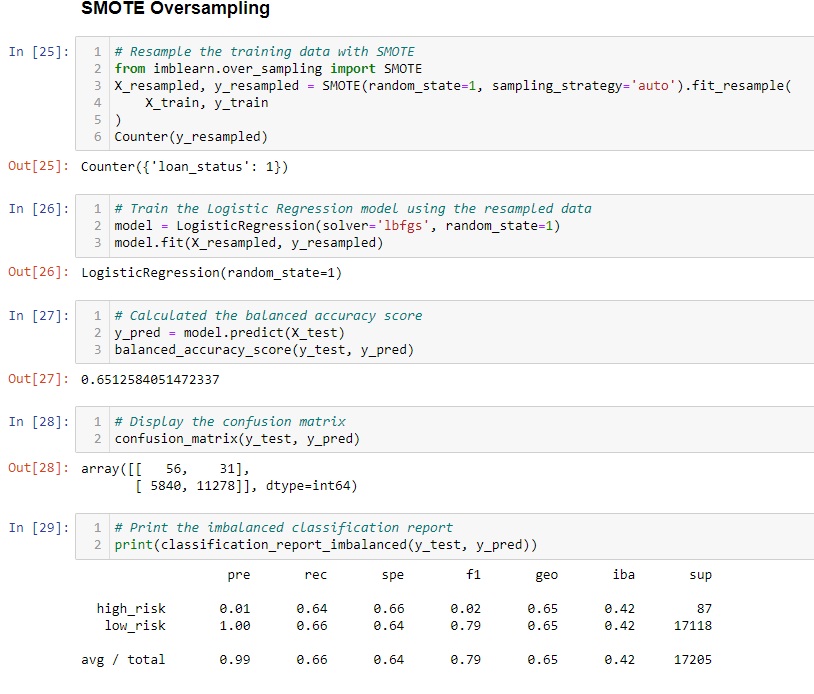 SMOTE Oversampling
In [25]:
1 # Resample the training data with SMOTE
2 from imblearn.over_sampling import SMOTE
3 X_resampled, y_resampled = SMOTE(random_state=1, sampling_strategy='auto').fit_resample(
4     X_train, y_train
5 )
6 Counter(y_resampled)
Out[25]: Counter({'loan_status': 1})
In [26]:
1 # Train the Logistic Regression model using the resampled data
2 model = LogisticRegression(solver='lbfgs', random_state=1)
3 model.fit(X_resampled, y_resampled)
Out[26]: LogisticRegression(random_state=1)
In [27]:
1 # Calculated the balanced accuracy score
2 y_pred = model.predict(X_test)
3 balanced_accuracy_score(y_test, y_pred)
Out[27]: 0.6512584051472337
In [28]:
1 # Display the confusion matrix
2 confusion_matrix(y_test, y_pred)
Out[28]: array([[   56,    31],
       [ 5840, 11278]], dtype=int64)
In [29]:
1 # Print the imbalanced classification report
2 print(classification_report_imbalanced(y_test, y_pred))
pre rec spe f1 geo iba sup
high_risk 0.01 0.64 0.66 0.02 0.65 0.42 87
low_risk 1.00 0.66 0.64 0.79 0.65 0.42 17118
avg / total 0.99 0.66 0.64 0.79 0.65 0.42 17205